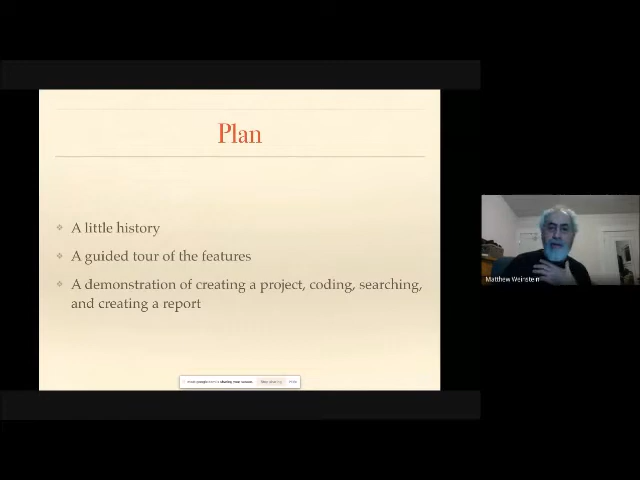 Plan
A little history
A guided tour of the features
A demonstration of creating a project, coding, searching,
and creating a report
Matthew Weinstein